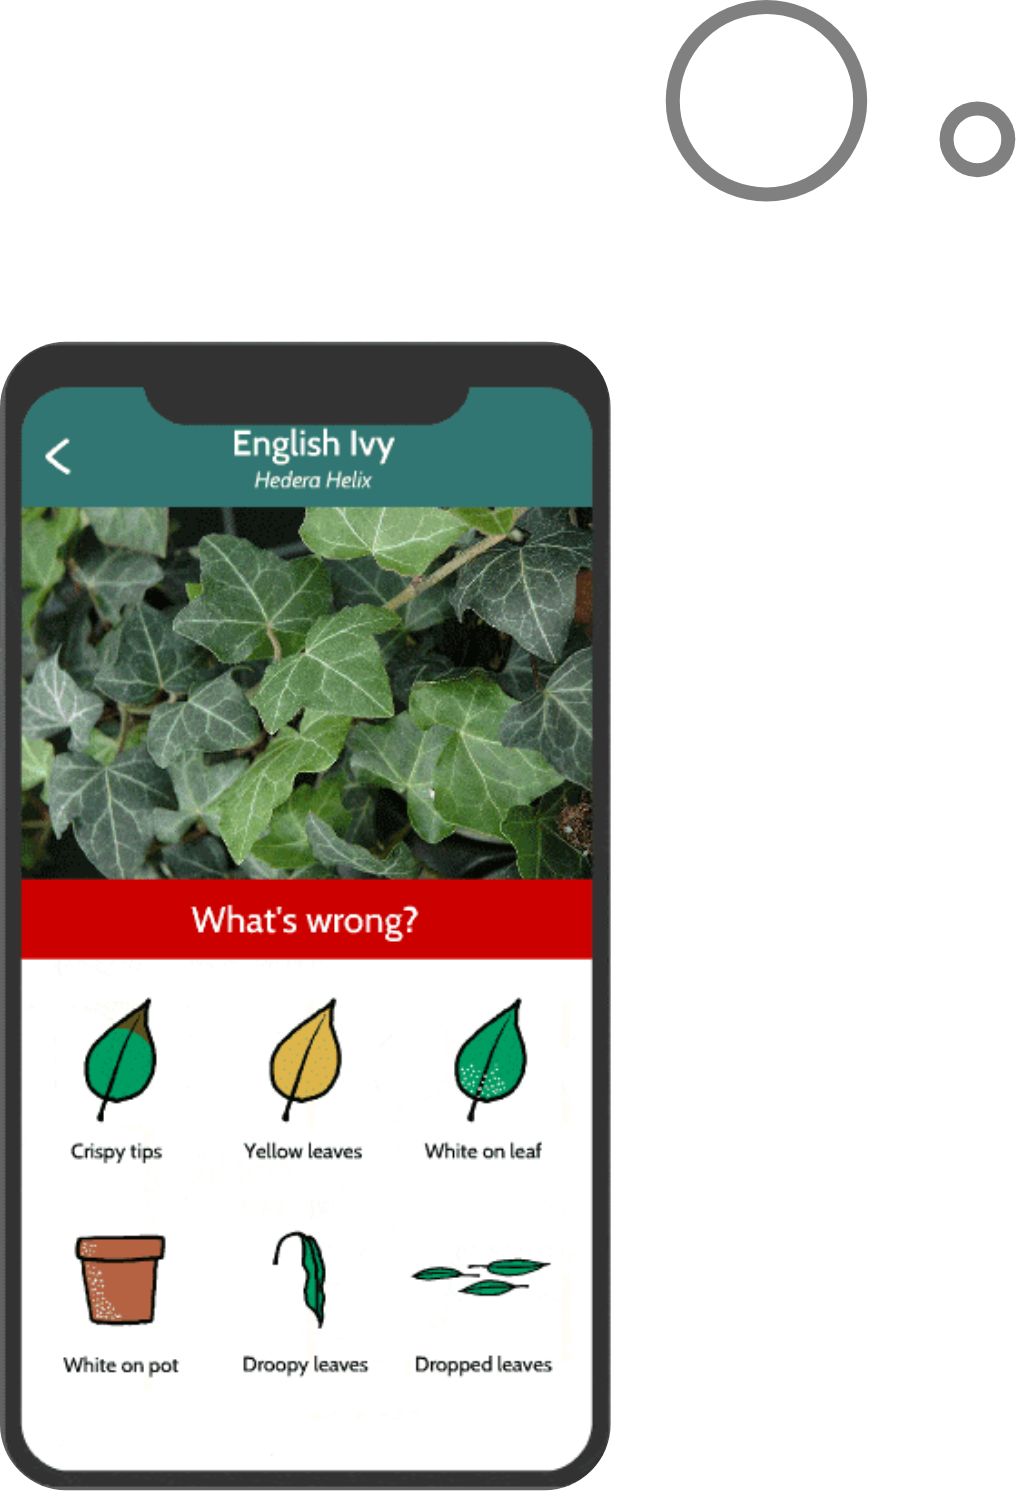 English Ivy
Hedera Helix
What's wrong?
Crispy tips
Yellow leaves
White on leaf
White on pot
Droopy leaves
Dropped leaves